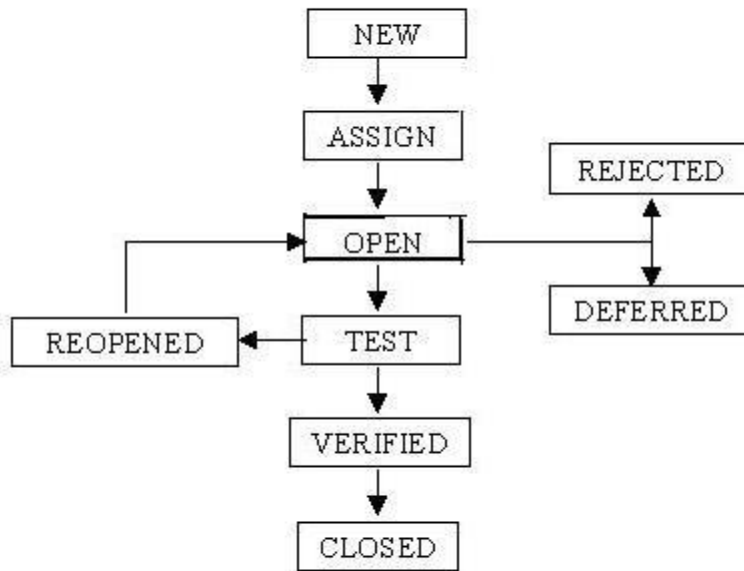 NEW
ASSIGN
REJECTED
OPEN
DEFERRED
REOPENED
TEST
VERIFIED
CLOSED